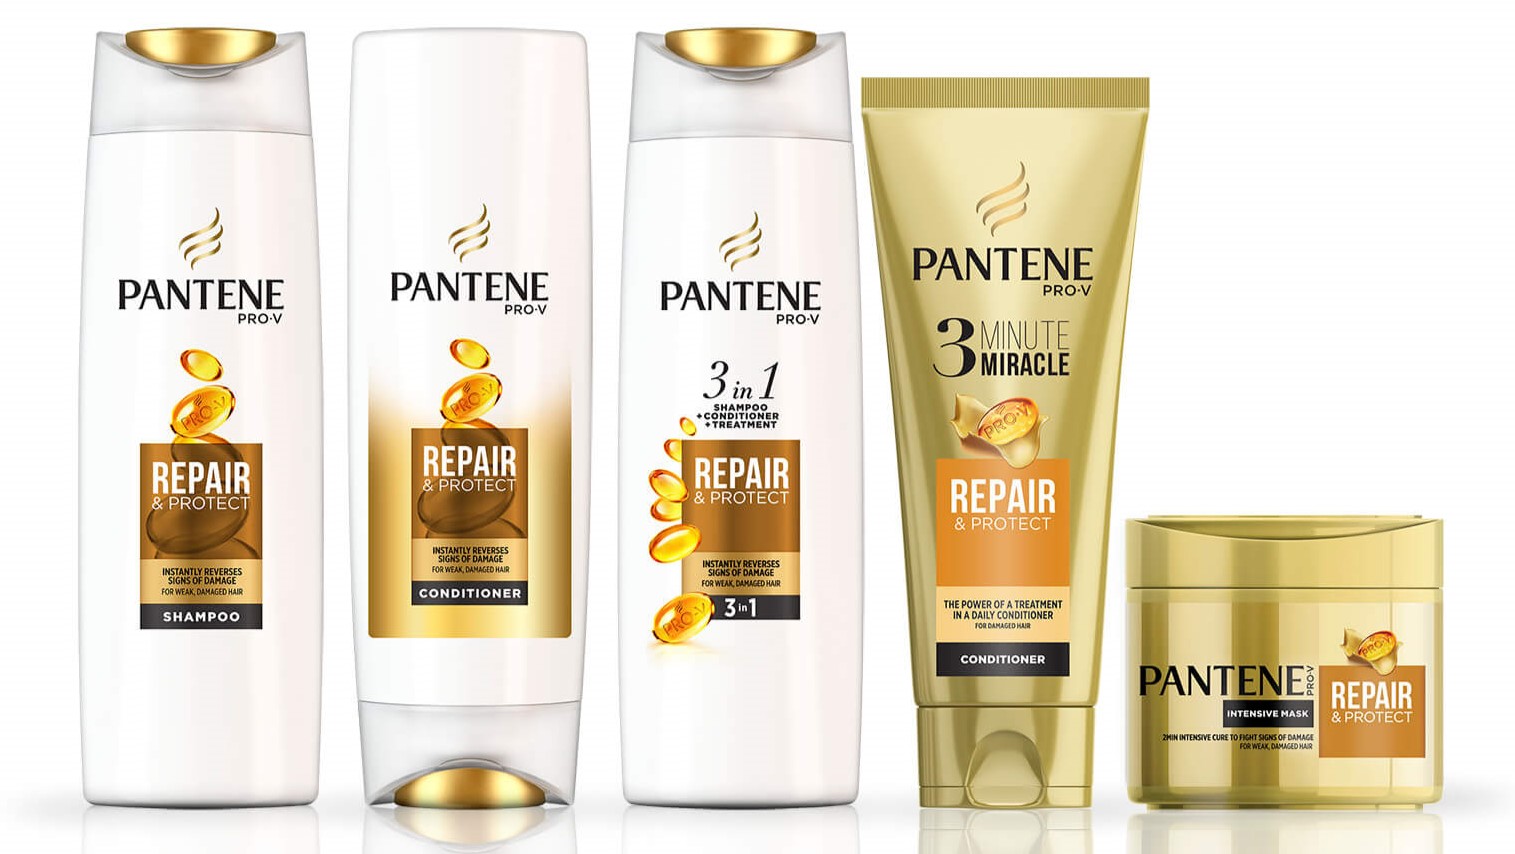 PANTENE
PRO-V
PRO-V
REPAIR
& PROTECT
INSTANTLY REVERSES
SIGNS OF DAMAGE
FOR WEAK, DAMAGED HAIR
SHAMPOO
PANTENE
PRO-V
PRO-V
REPAIR
& PROTECT
INSTANTLY REVERSES
SIGNS OF DAMAGE
FOR WEAK, DAMAGED HAIR
CONDITIONER
PANTENE
PRO-V
3 in 1
SHAMPOO
+CONDITIONER
+TREATMENT
REPAIR
& PROTECT
INSTANTLY REVERSES
SIGNS OF DAMAGE
FOR WEAK, DAMAGED HAIR
3 in 1
PRO-V
PANTENE
PRO-V
3 MINUTE
MIRACLE
PRO-V
REPAIR
& PROTECT
THE POWER OF A TREATMENT
IN A DAILY CONDITIONER
FOR DAMAGED HAIR
CONDITIONER
PANTENE
PRO-V
INTENSIVE MASK
2MIN INTENSIVE CURE TO FIGHT SIGNS OF DAMAGE
FOR WEAK, DAMAGED HAIR
PRO-V
REPAIR
& PROTECT